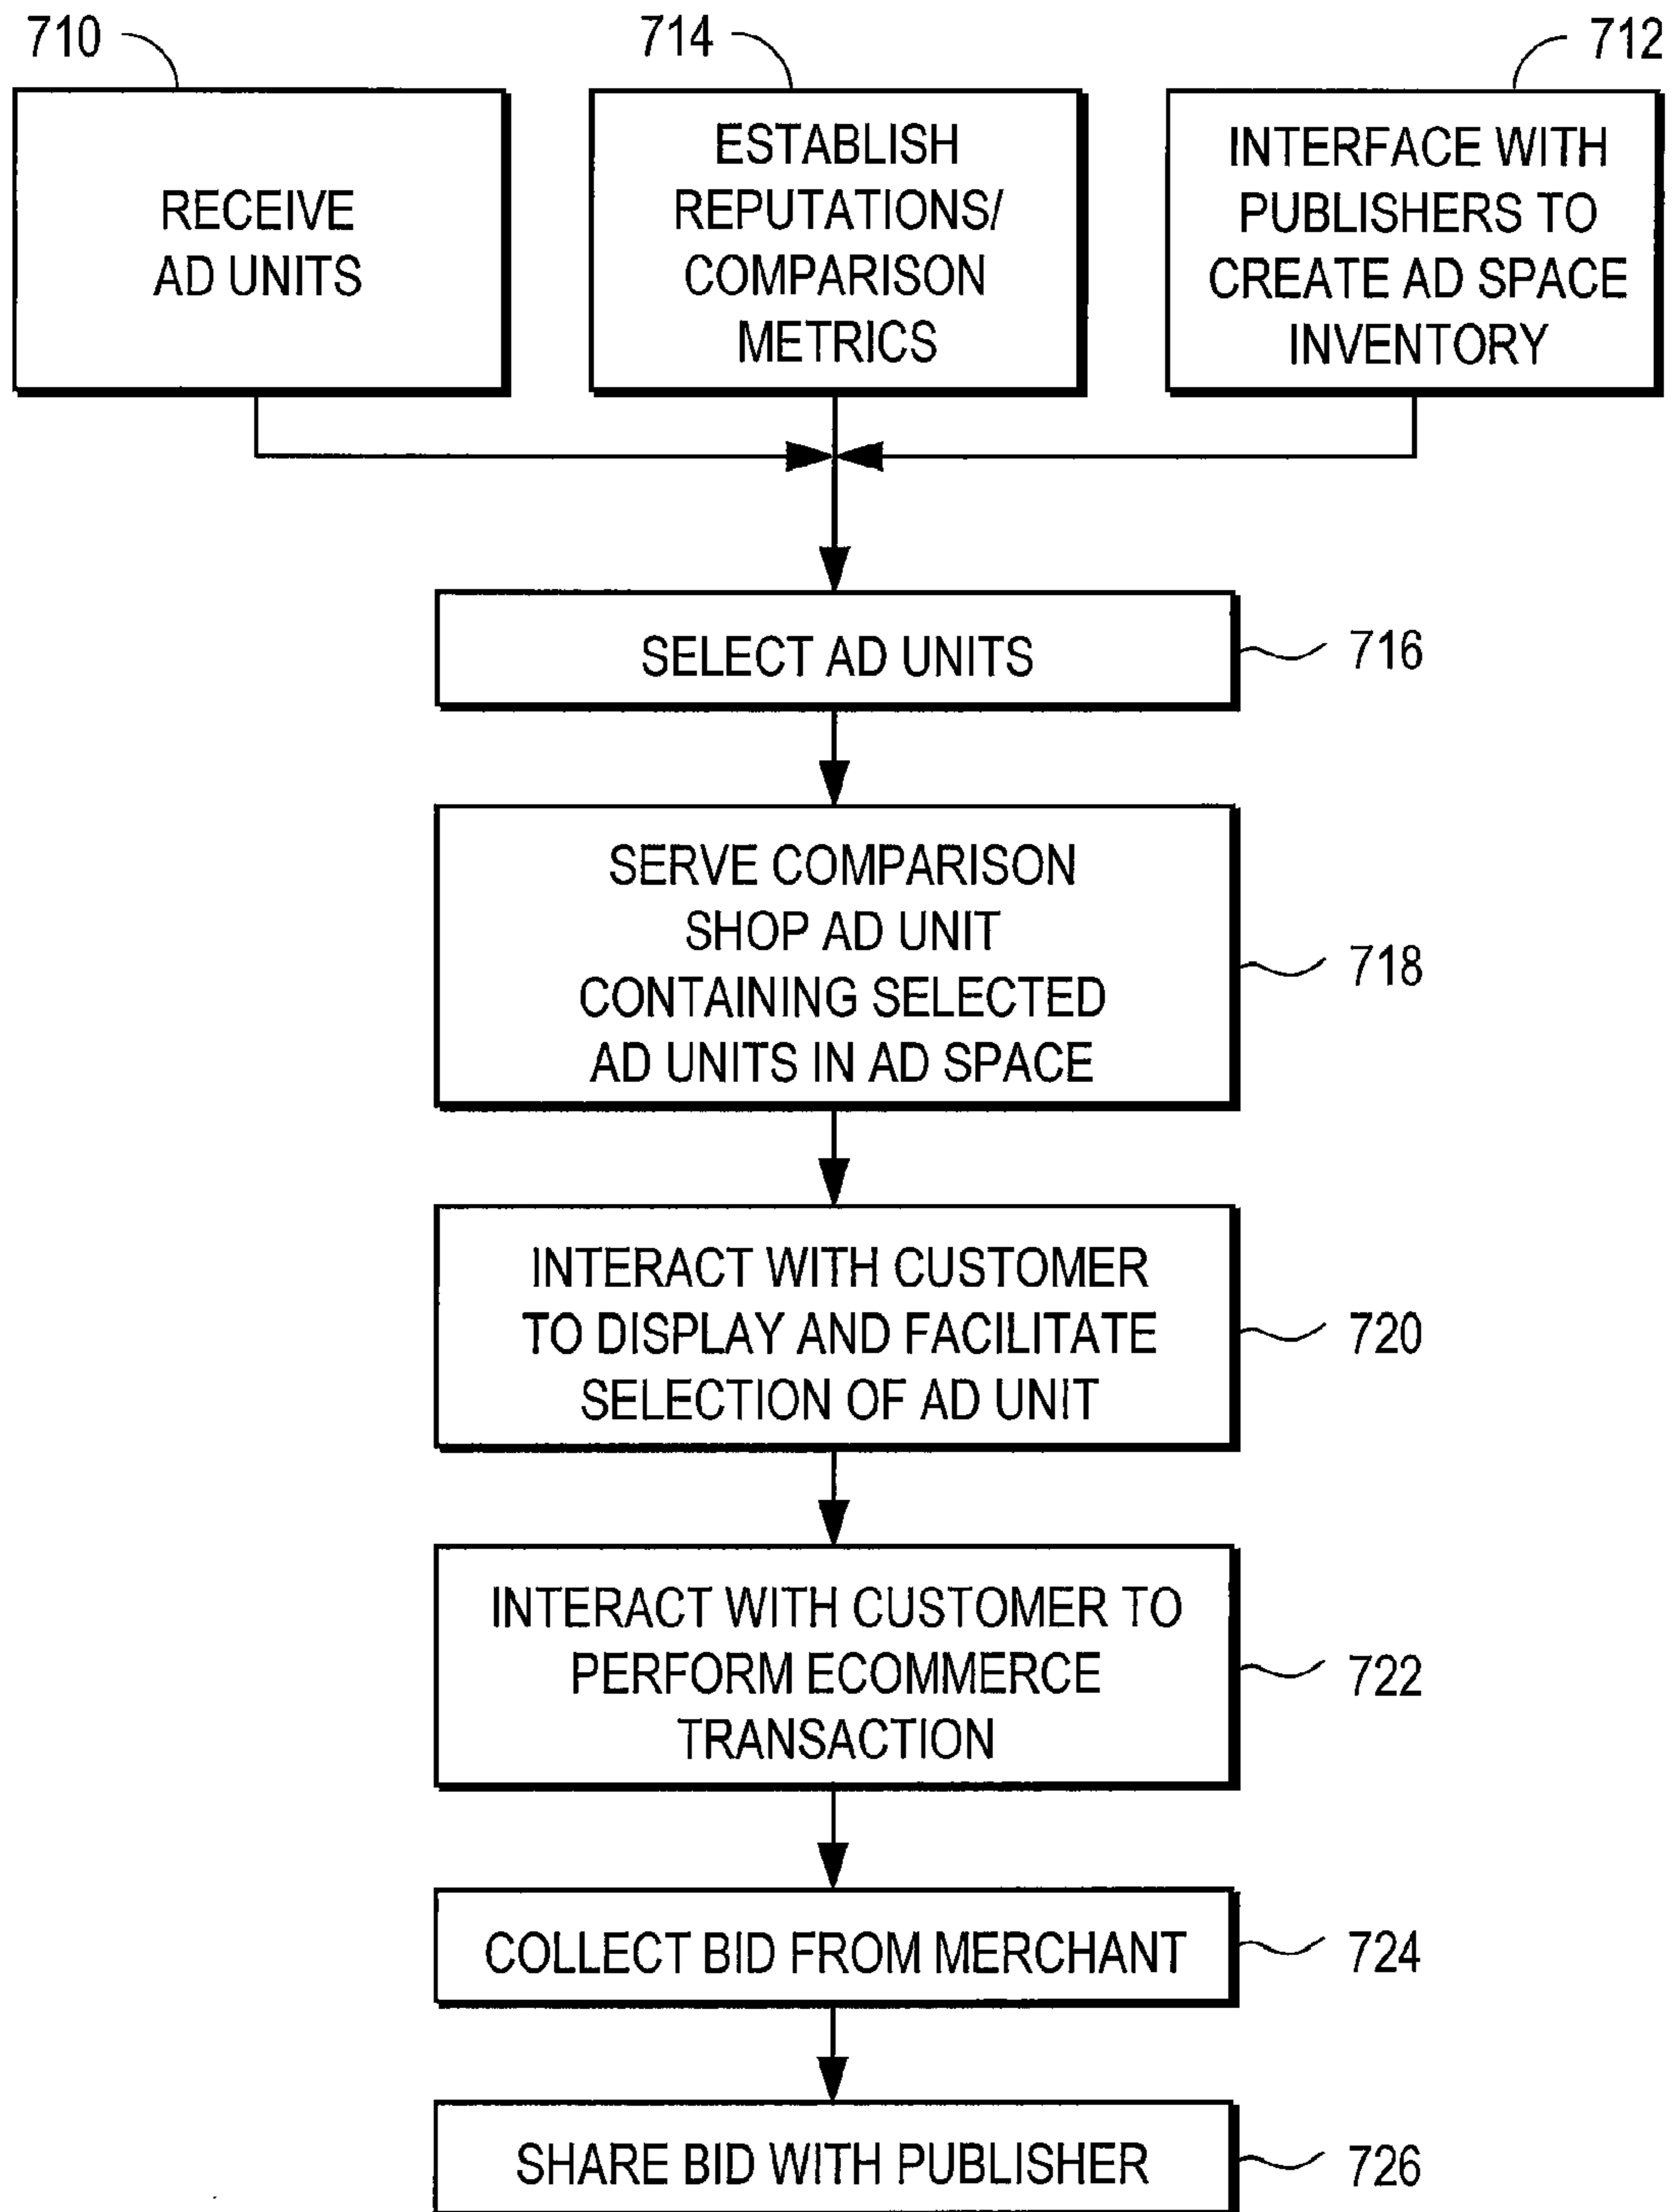 710
714
712
RECEIVE
AD UNITS
ESTABLISH
REPUTATIONS/
COMPARISON
METRICS
INTERFACE WITH
PUBLISHERS TO
CREATE AD SPACE
INVENTORY
SELECT AD UNITS
716
SERVE COMPARISON
SHOP AD UNIT
CONTAINING SELECTED
AD UNITS IN AD SPACE
718
INTERACT WITH CUSTOMER
TO DISPLAY AND FACILITATE
SELECTION OF AD UNIT
720
INTERACT WITH CUSTOMER TO
PERFORM ECOMMERCE
TRANSACTION
722
COLLECT BID FROM MERCHANT
724
SHARE BID WITH PUBLISHER
726